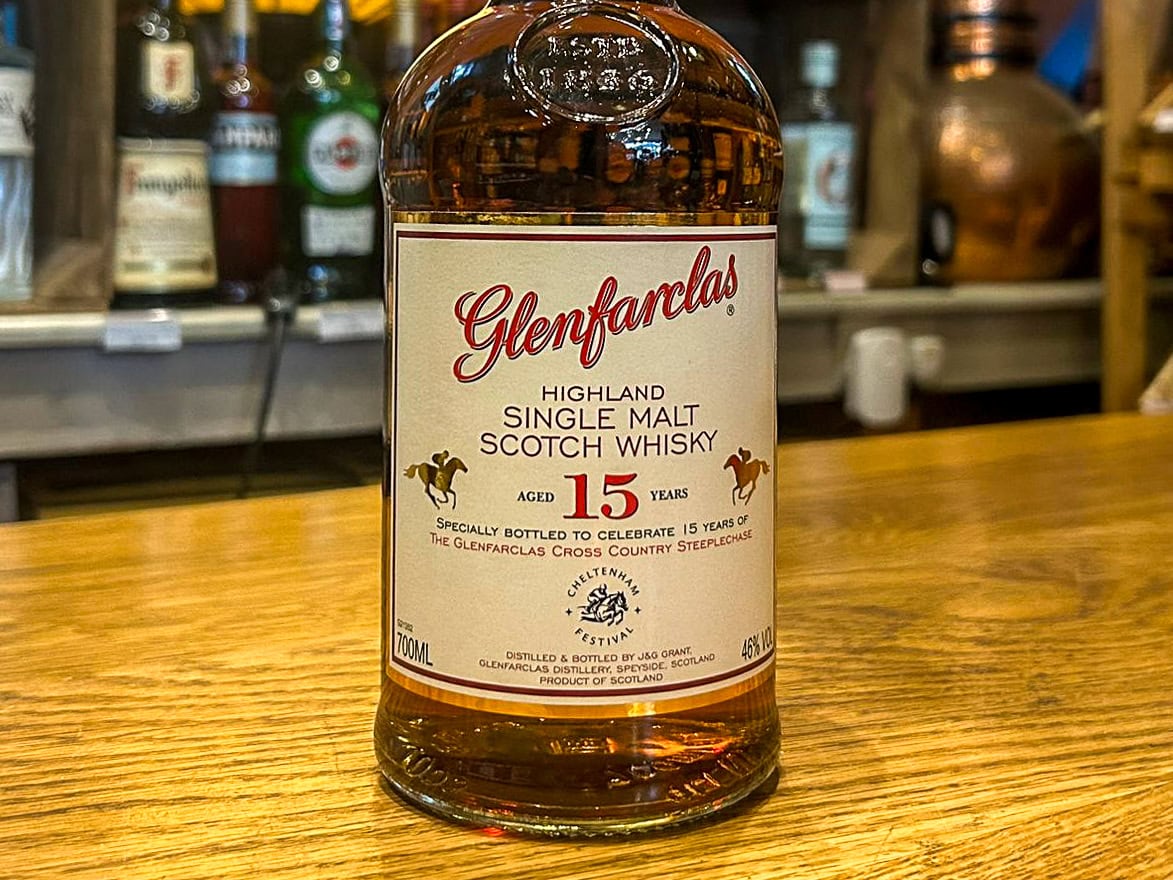 ESTD
1836
Glenfarclas
®
HIGHLAND
SINGLE MALT
SCOTCH WHISKY
AGED 15 YEARS
SPECIALLY BOTTLED TO CELEBRATE 15 YEARS OF
THE GLENFARCLAS CROSS COUNTRY STEEPLECHASE
CHELTENHAM
FESTIVAL
700ML
46% VOL
DISTILLED & BOTTLED BY J&G GRANT,
GLENFARCLAS DISTILLERY, SPEYSIDE, SCOTLAND
PRODUCT OF SCOTLAND